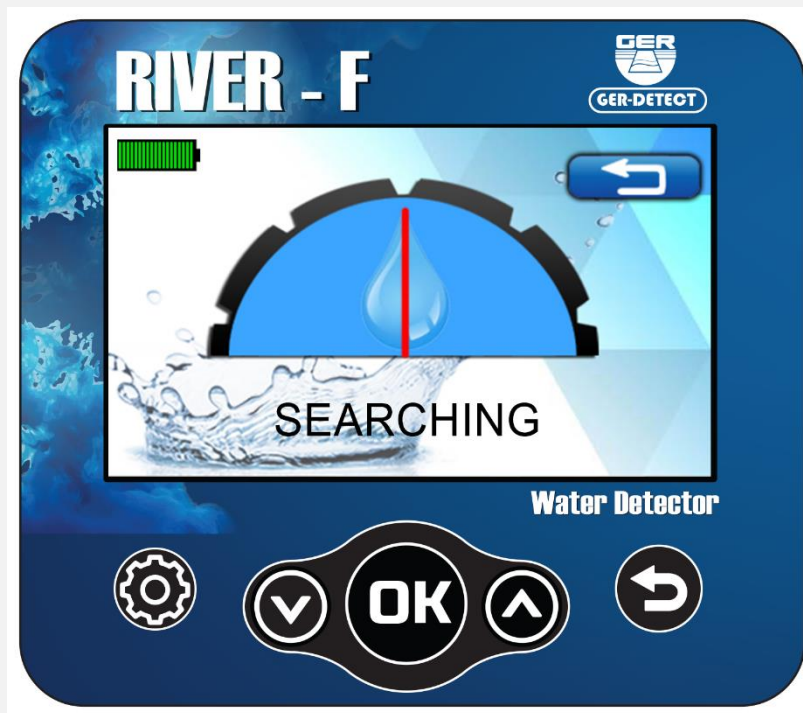 RIVER - F
GER
GER-DETECT
SEARCHING
Water Detector
OK